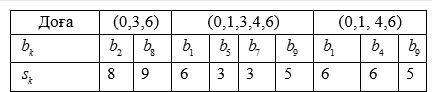 Доға (0,3,6) (0,1,3,4,6) (0,1, 4,6)
b_k b_2 b_8 b_1 b_5 b_7 b_9 b_1 b_4 b_9
s_k 8 9 6 3 3 5 6 6 5